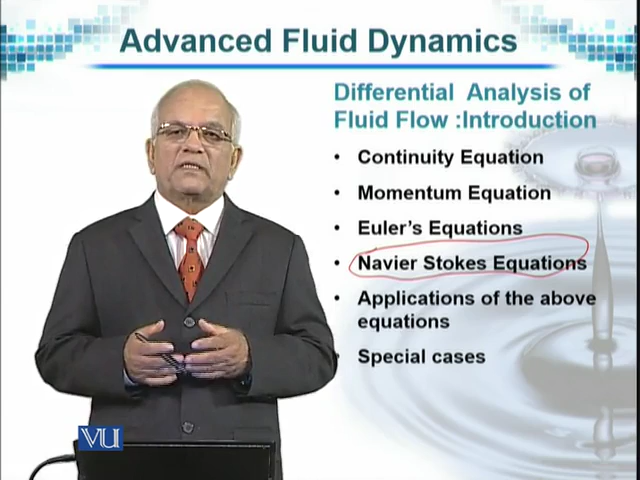 Advanced Fluid Dynamics
Differential Analysis of
Fluid Flow :Introduction
• Continuity Equation
• Momentum Equation
• Euler's Equations
• Navier Stokes Equations
• Applications of the above
equations
• Special cases
VU